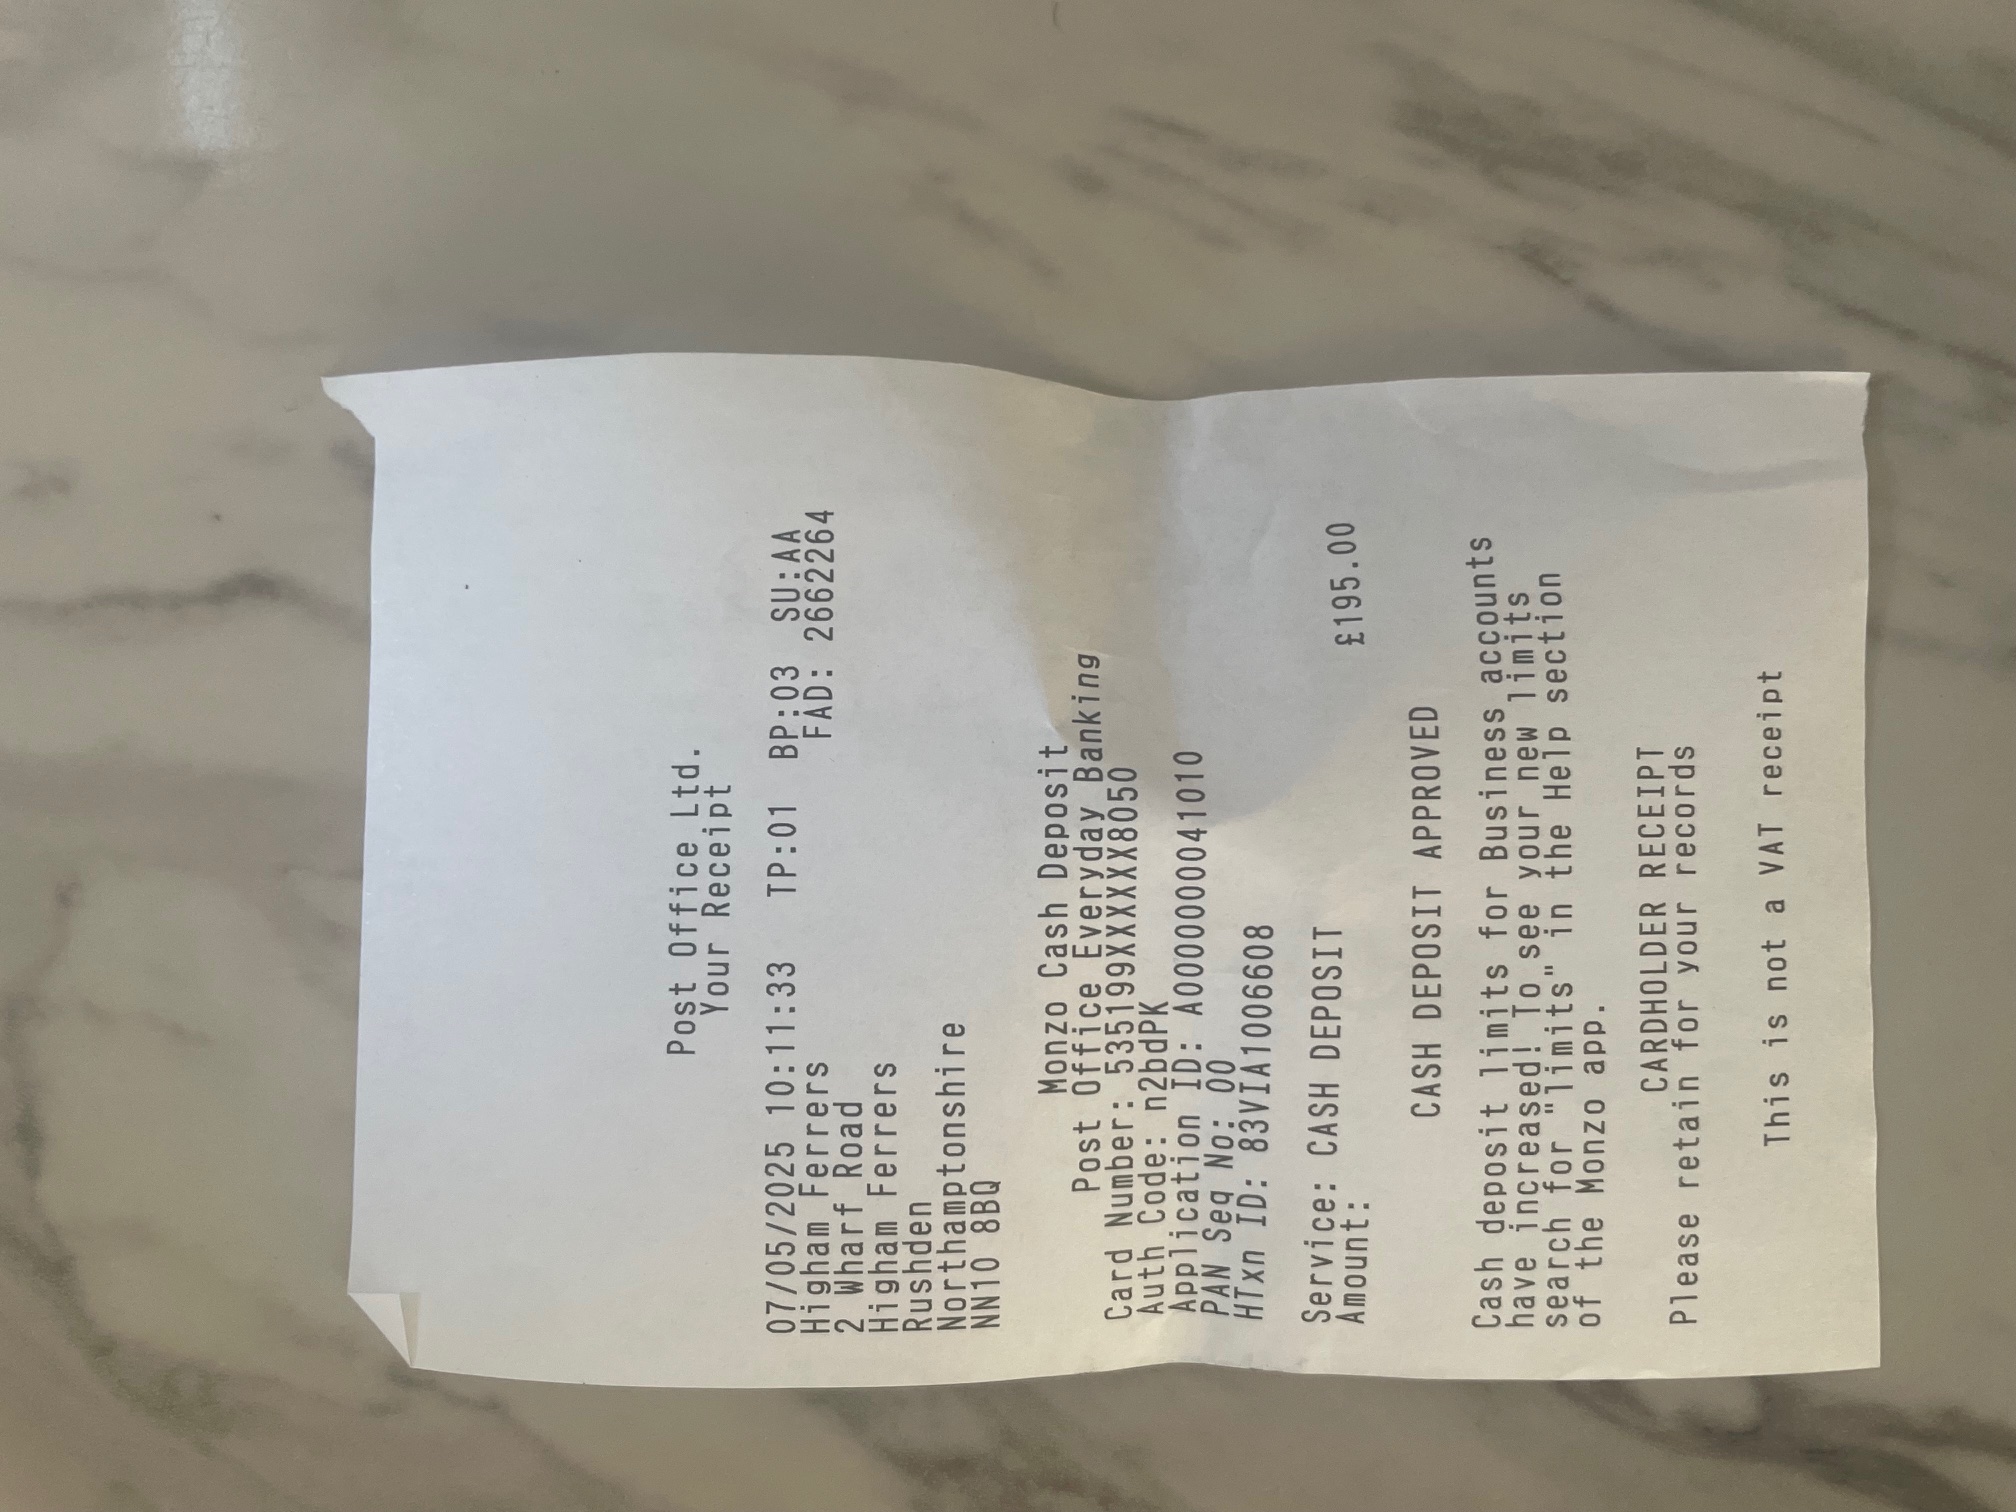 Post Office Ltd.
Your Receipt
07/05/2025 10:11:33 TP:01 BP:03 SU:AA
Higham Ferrers FAD: 2662264
2 Wharf Road
Higham Ferrers
Rushden
Northamptonshire
NN10 8BQ
Monzo Cash Deposit
Post Office Everyday Banking
Card Number: 535199XXXXXX8050
Auth Code: n2bdPK
Application ID: A0000000041010
PAN Seq No: 00
HTxn ID: 83VIA1006608
Service: CASH DEPOSIT
Amount: £195.00
CASH DEPOSIT APPROVED
Cash deposit limits for Business accounts
have increased! To see your new limits
search for "limits" in the Help section
of the Monzo app.
CARDHOLDER RECEIPT
Please retain for your records
This is not a VAT receipt